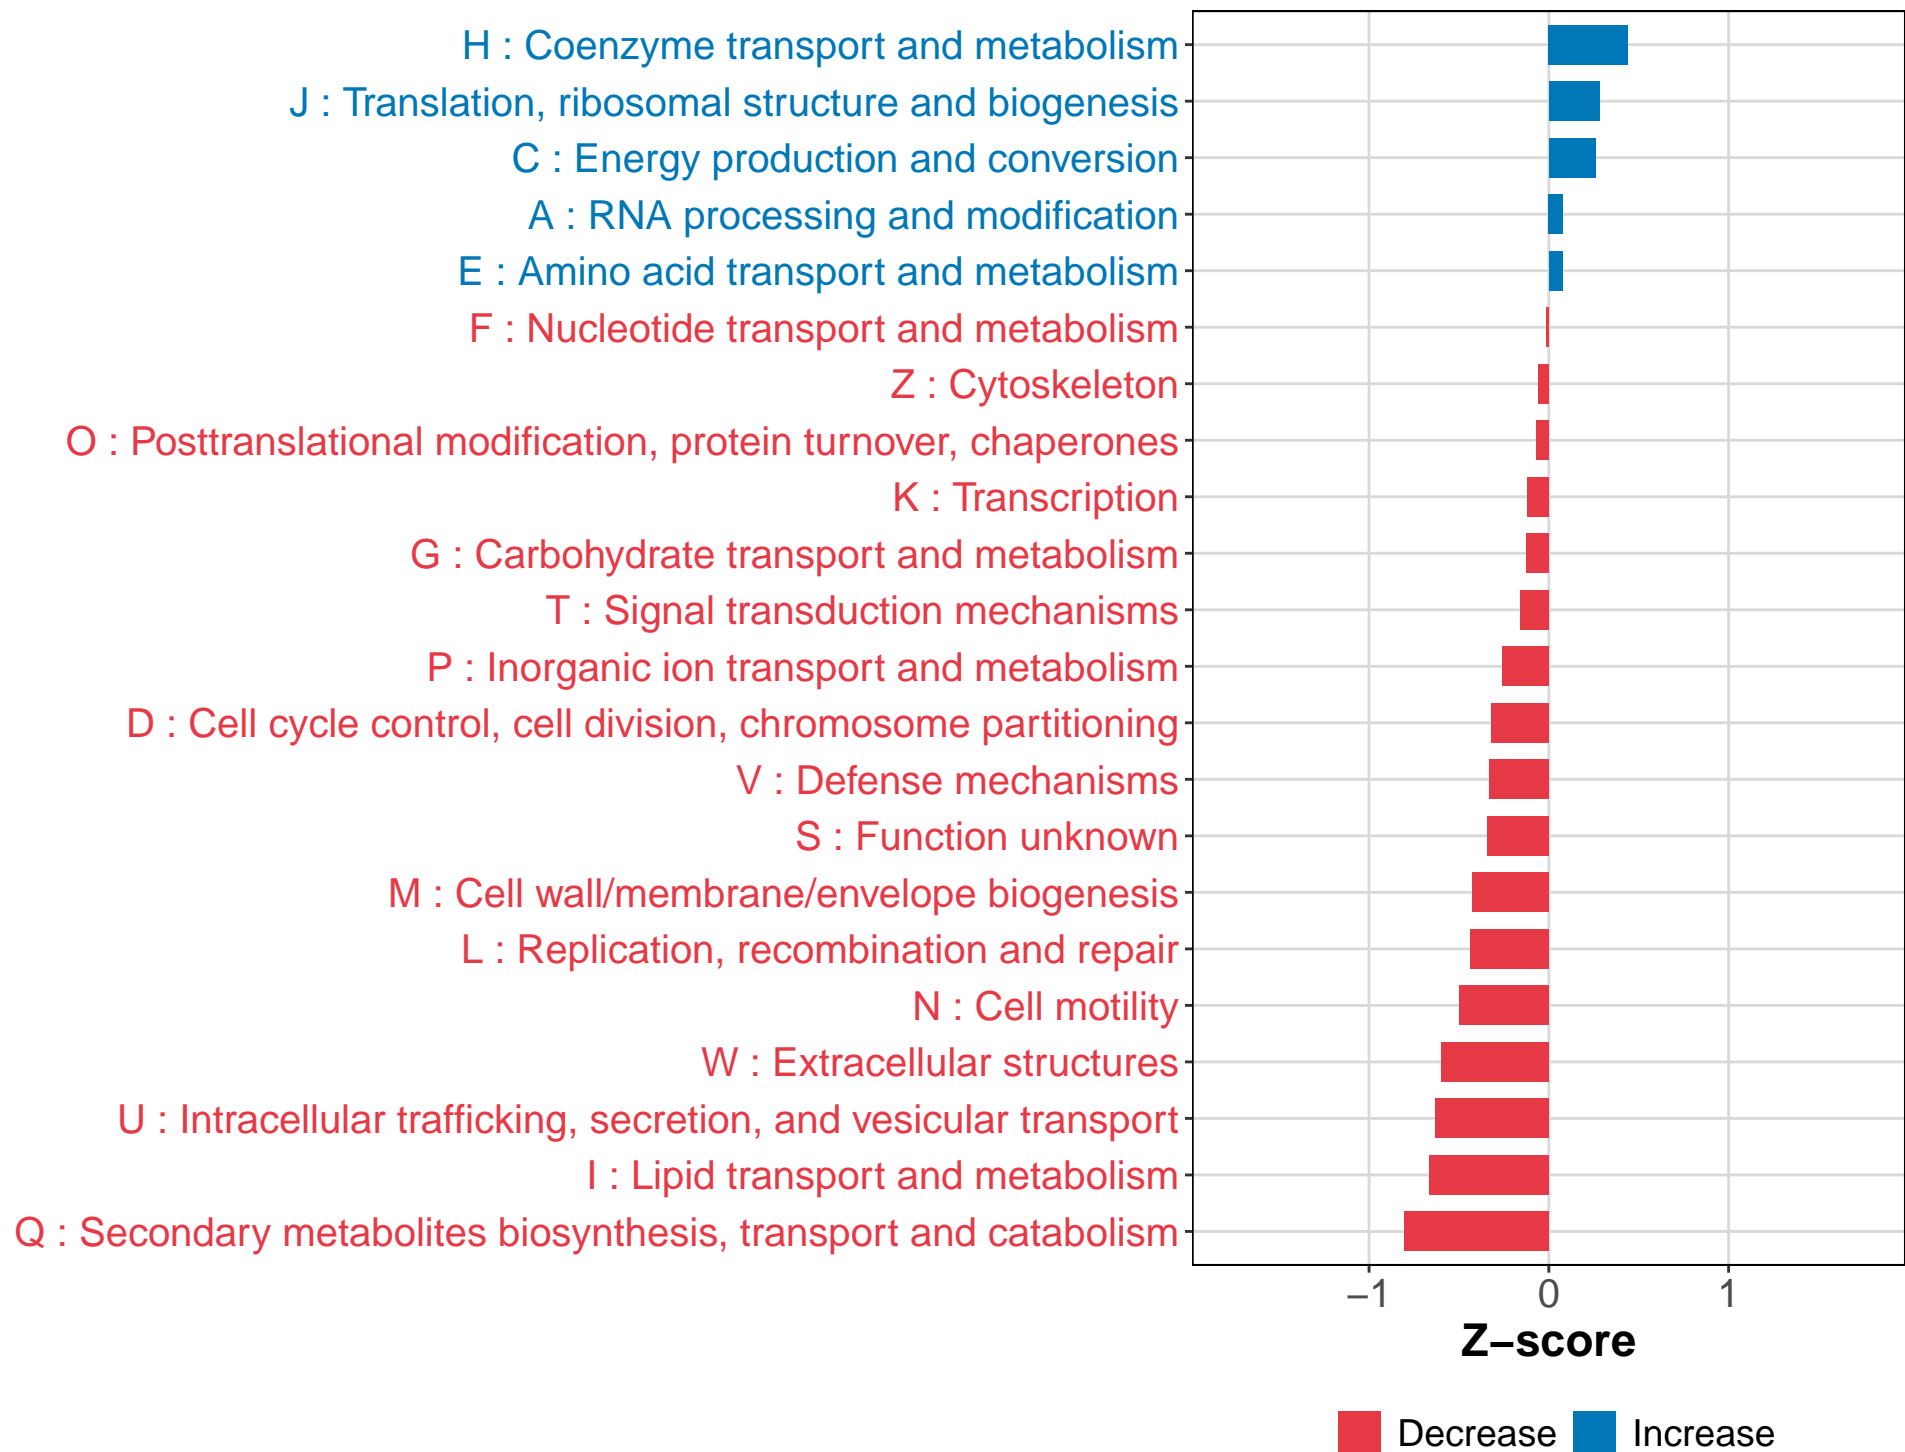 H : Coenzyme transport and metabolism
J : Translation, ribosomal structure and biogenesis
C : Energy production and conversion
A : RNA processing and modification
E : Amino acid transport and metabolism
F : Nucleotide transport and metabolism
Z : Cytoskeleton
O : Posttranslational modification, protein turnover, chaperones
K : Transcription
G : Carbohydrate transport and metabolism
T : Signal transduction mechanisms
P : Inorganic ion transport and metabolism
D : Cell cycle control, cell division, chromosome partitioning
V : Defense mechanisms
S : Function unknown
M : Cell wall/membrane/envelope biogenesis
L : Replication, recombination and repair
N : Cell motility
W : Extracellular structures
U : Intracellular trafficking, secretion, and vesicular transport
I : Lipid transport and metabolism
Q : Secondary metabolites biosynthesis, transport and catabolism
−1 0 1
Z−score
Decrease Increase